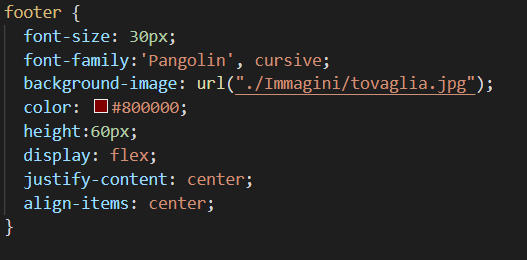 footer {
font-size: 30px;
font-family:'Pangolin', cursive;
background-image: url("./Immagini/tovaglia.jpg");
color: #800000;
height:60px;
display: flex;
justify-content: center;
align-items: center;
}